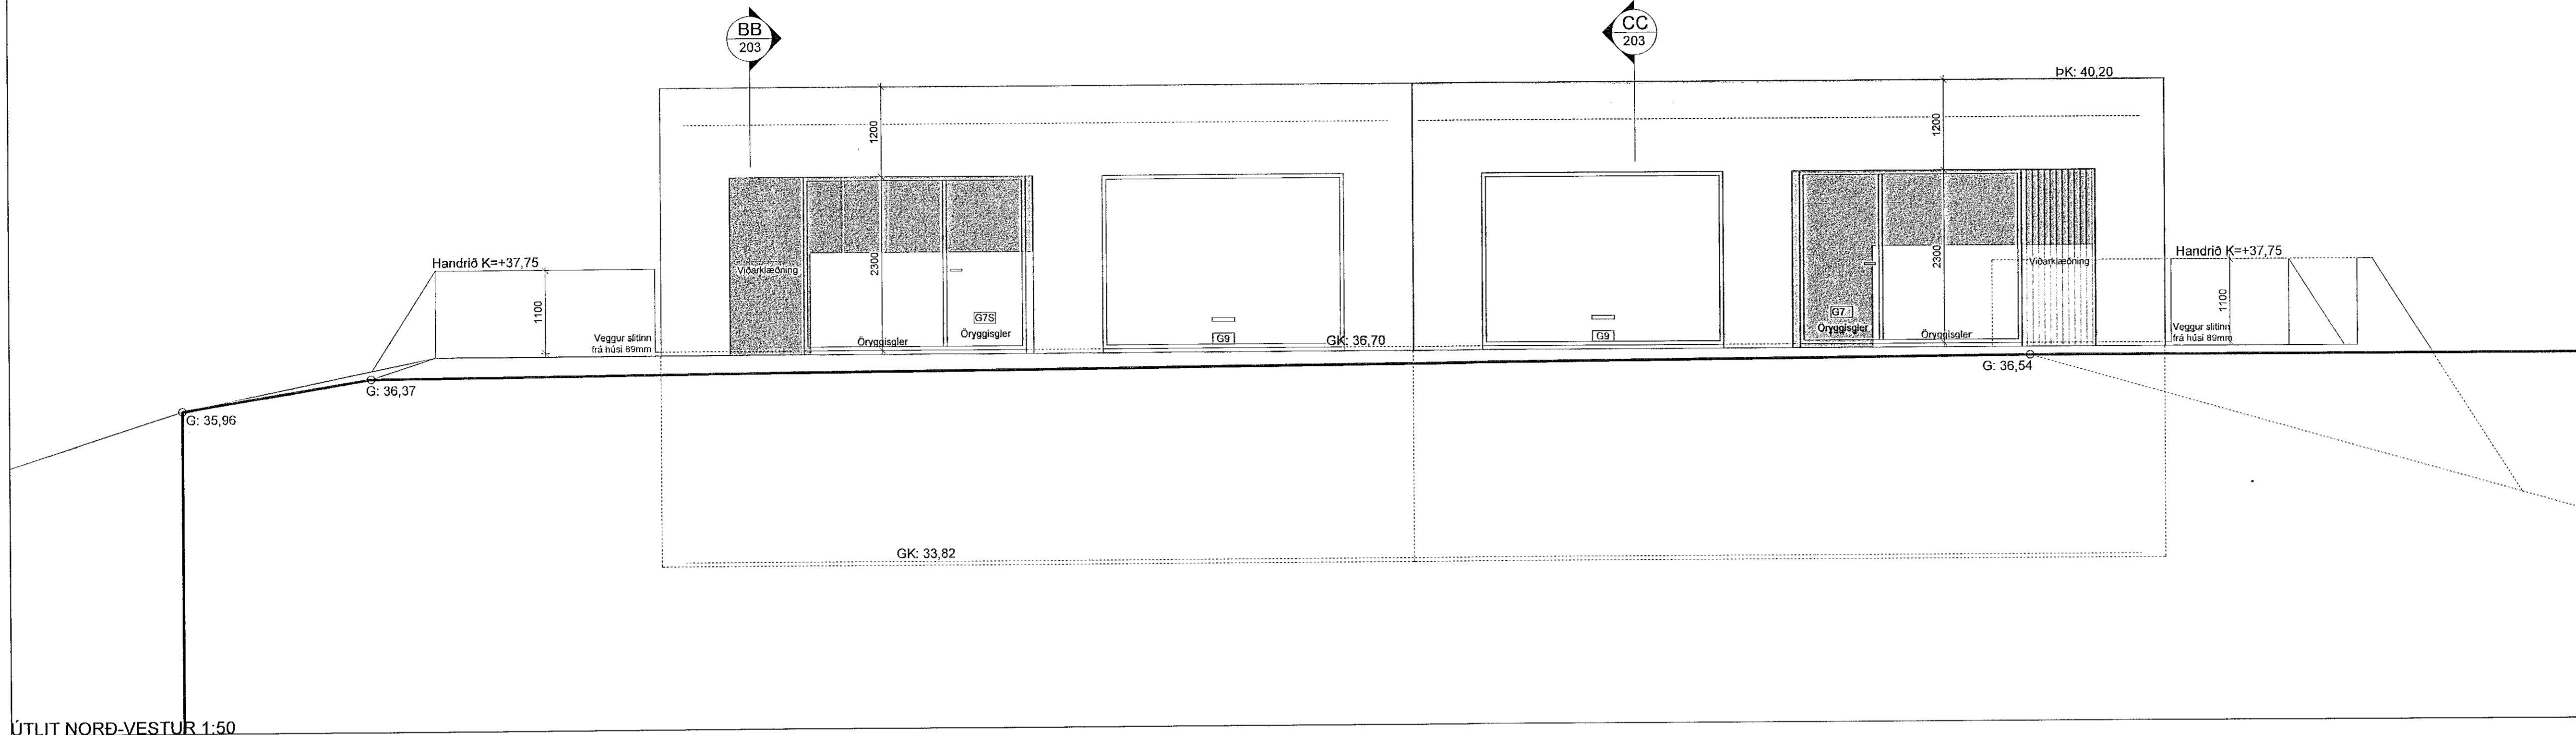 BB
203
CC
203
ÞK: 40,20
1200
1200
Handrið K=+37,75
1100
Veggur slitinn
frá húsi 89mm
Viðarklæðning
2300
Öryggisgler
G7S
Öryggisgler
G9
GK: 36,70
G9
G7
Öryggisgler
2300
Öryggisgler
Viðarklæðning
Handrið K=+37,75
1100
Veggur slitinn
frá húsi 89mm
G: 36,54
G: 36,37
G: 35,96
GK: 33,82
ÚTLIT NORÐ-VESTUR 1:50